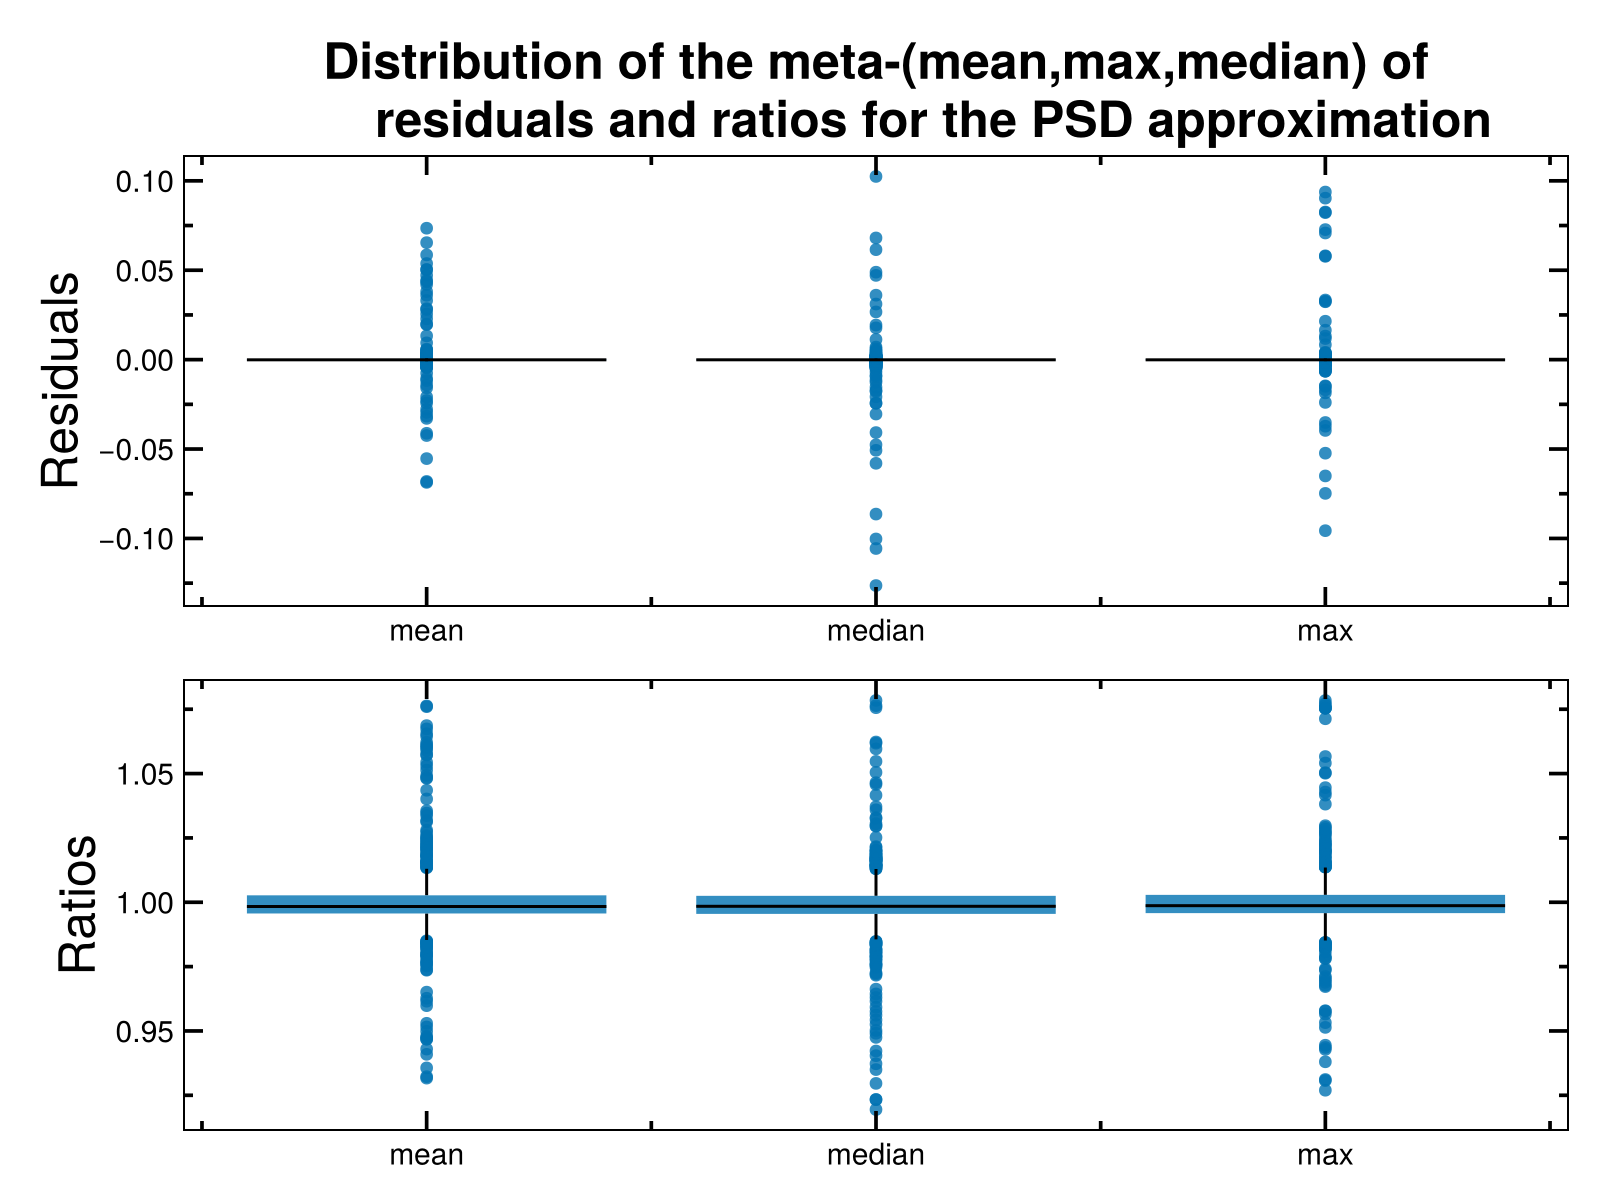 Distribution of the meta-(mean,max,median) of
residuals and ratios for the PSD approximation
Residuals
0.10
0.05
0.00
−0.05
−0.10
mean median max
Ratios
1.05
1.00
0.95
mean median max